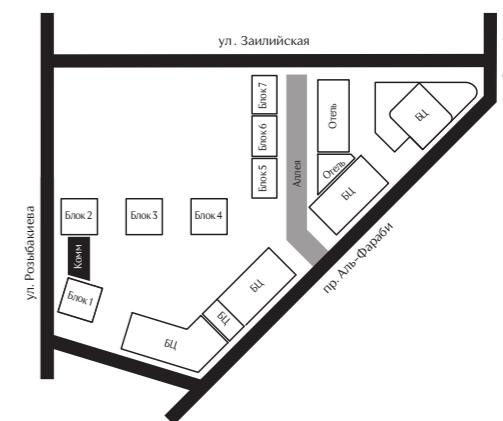 ул. Заилийская
Блок 7
Блок 6
Блок 5
Аллея
Отель
Отель
БЦ
БЦ
Блок 2
Блок 3
Блок 4
ул. Розыбакиева
Комм
Блок 1
БЦ
БЦ
БЦ
пр. Аль-Фараби